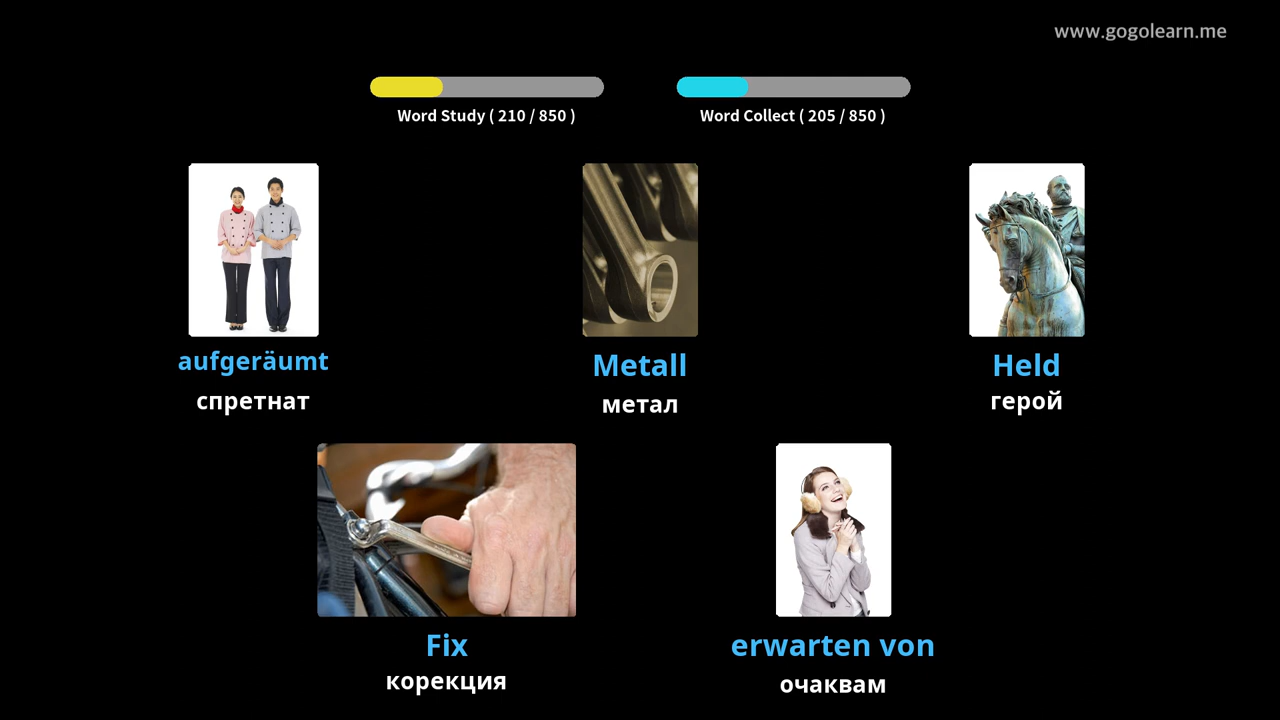 www.gogolearn.me
Word Study ( 210 / 850 )
Word Collect ( 205 / 850 )
aufgeräumt
спретнат
Metall
метал
Held
герой
Fix
корекция
erwarten von
очаквам